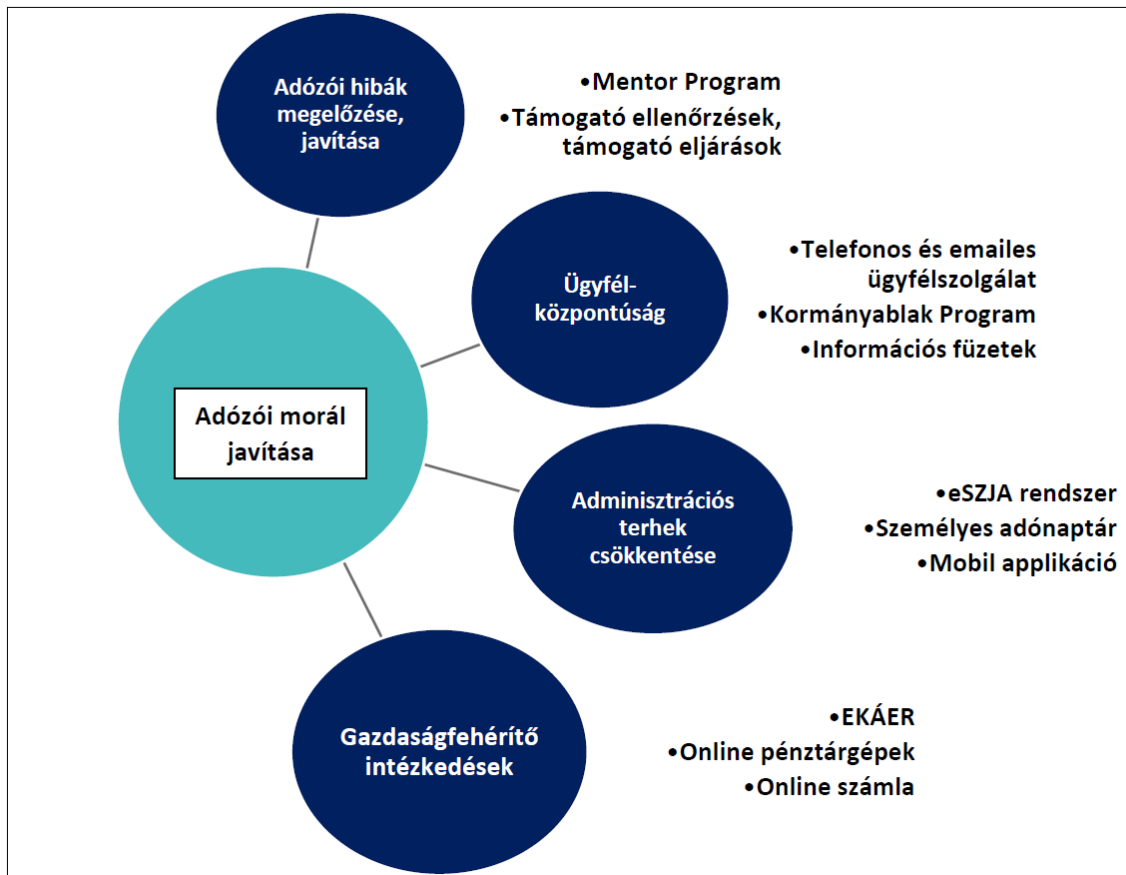 Adózói hibák
megelőzése,
javítása
•Mentor Program
•Támogató ellenőrzések,
támogató eljárások
Ügyfél-
központúság
•Telefonos és emailes
ügyfélszolgálat
•Kormányablak Program
•Információs füzetek
Adózói morál
javítása
Adminisztrációs
terhek
csökkentése
•eSZJA rendszer
•Személyes adónaptár
•Mobil applikáció
Gazdaságfehérítő
intézkedések
•EKÁER
•Online pénztárgépek
•Online számla